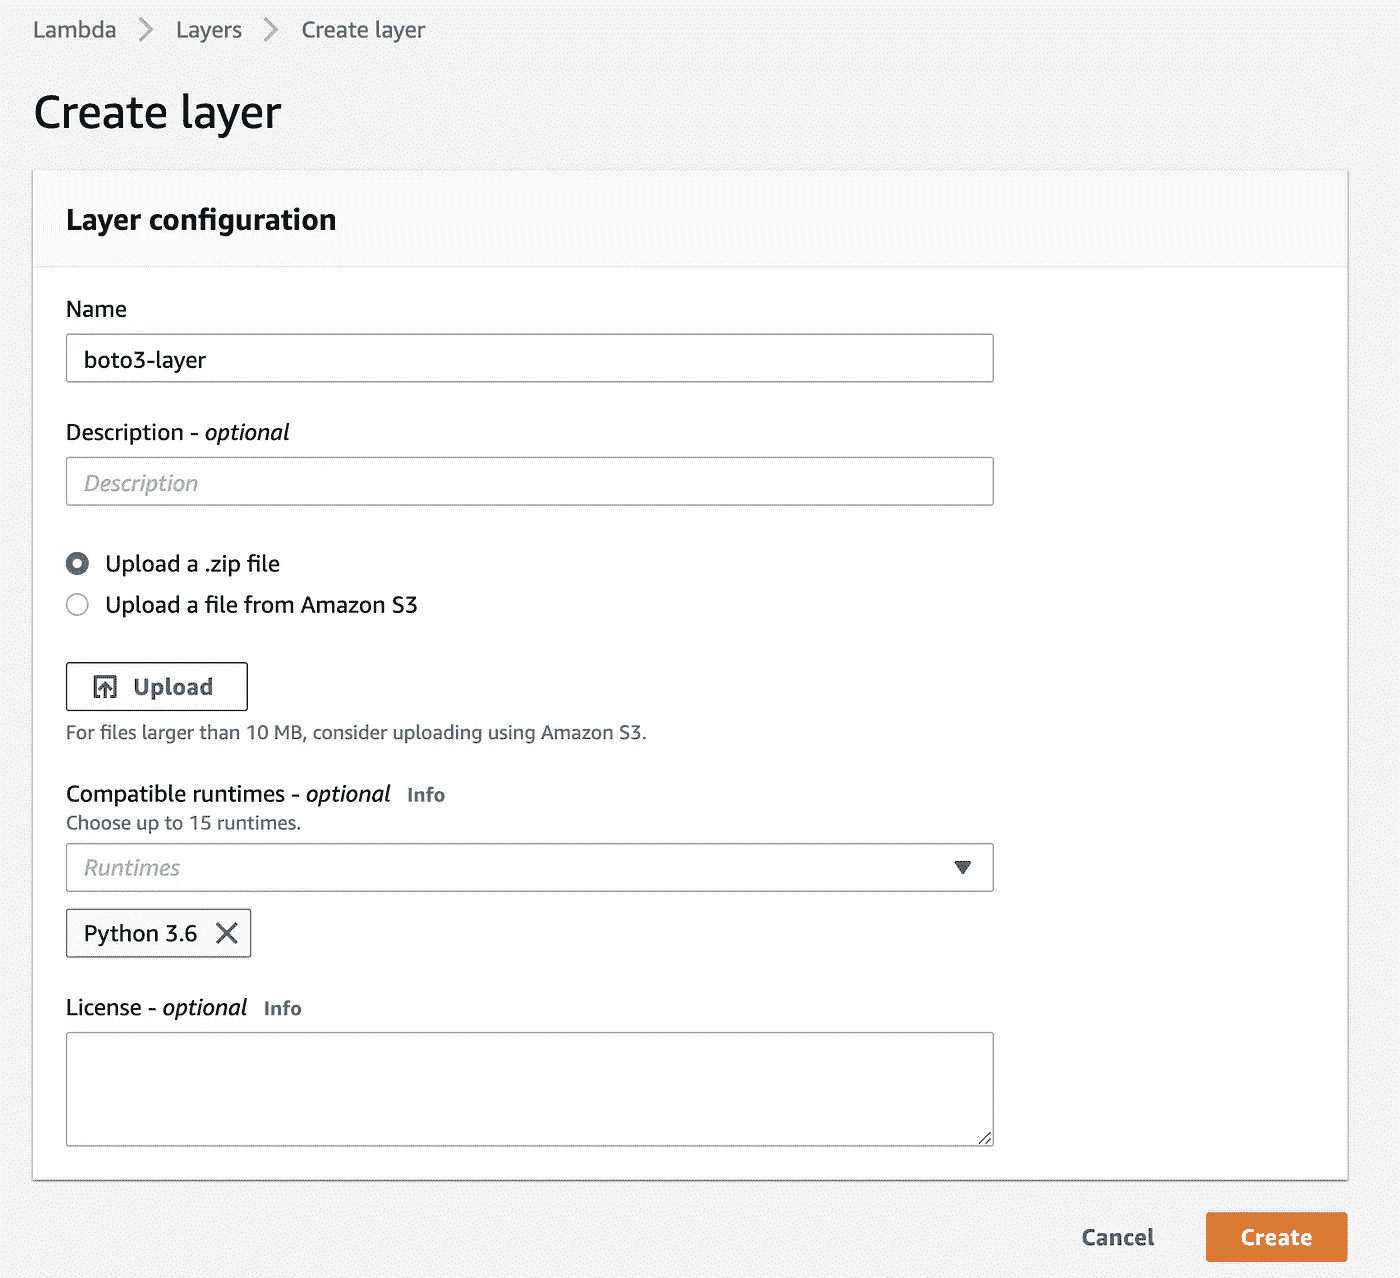 Lambda > Layers > Create layer
Create layer
Layer configuration
Name
boto3-layer
Description - optional
Description
Upload a .zip file
Upload a file from Amazon S3
Upload
For files larger than 10 MB, consider uploading using Amazon S3.
Compatible runtimes - optional Info
Choose up to 15 runtimes.
Runtimes
Python 3.6
License - optional Info
Cancel Create